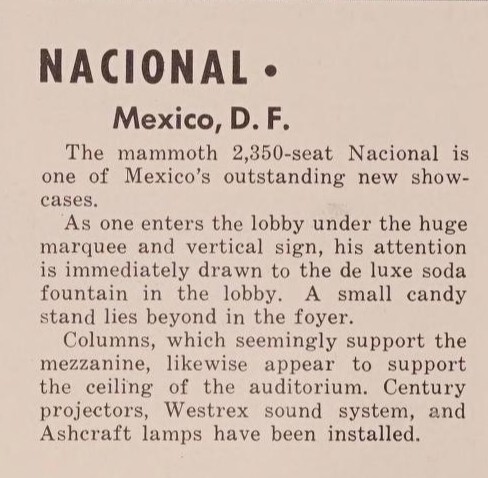 NACIONAL •
Mexico, D. F.
The mammoth 2,350-seat Nacional is
one of Mexico's outstanding new show-
cases.
As one enters the lobby under the huge
marquee and vertical sign, his attention
is immediately drawn to the de luxe soda
fountain in the lobby. A small candy
stand lies beyond in the foyer.
Columns, which seemingly support the
mezzanine, likewise appear to support
the ceiling of the auditorium. Century
projectors, Westrex sound system, and
Ashcraft lamps have been installed.